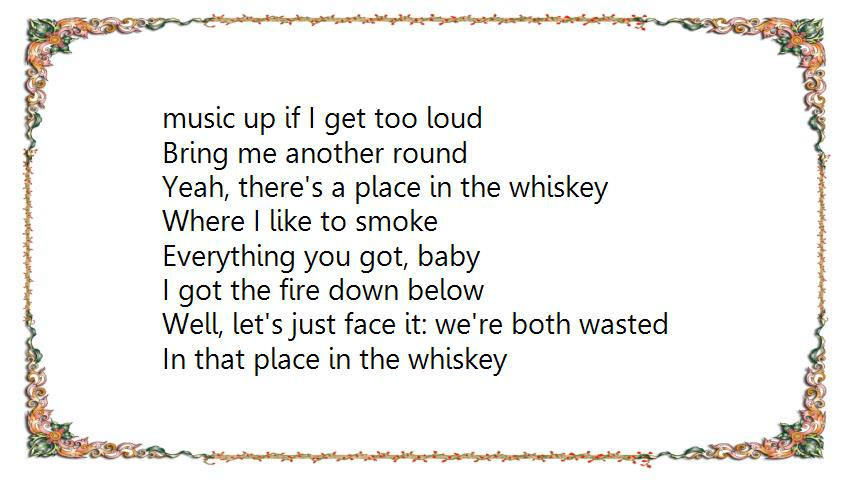 music up if I get too loud
Bring me another round
Yeah, there's a place in the whiskey
Where I like to smoke
Everything you got, baby
I got the fire down below
Well, let's just face it: we're both wasted
In that place in the whiskey